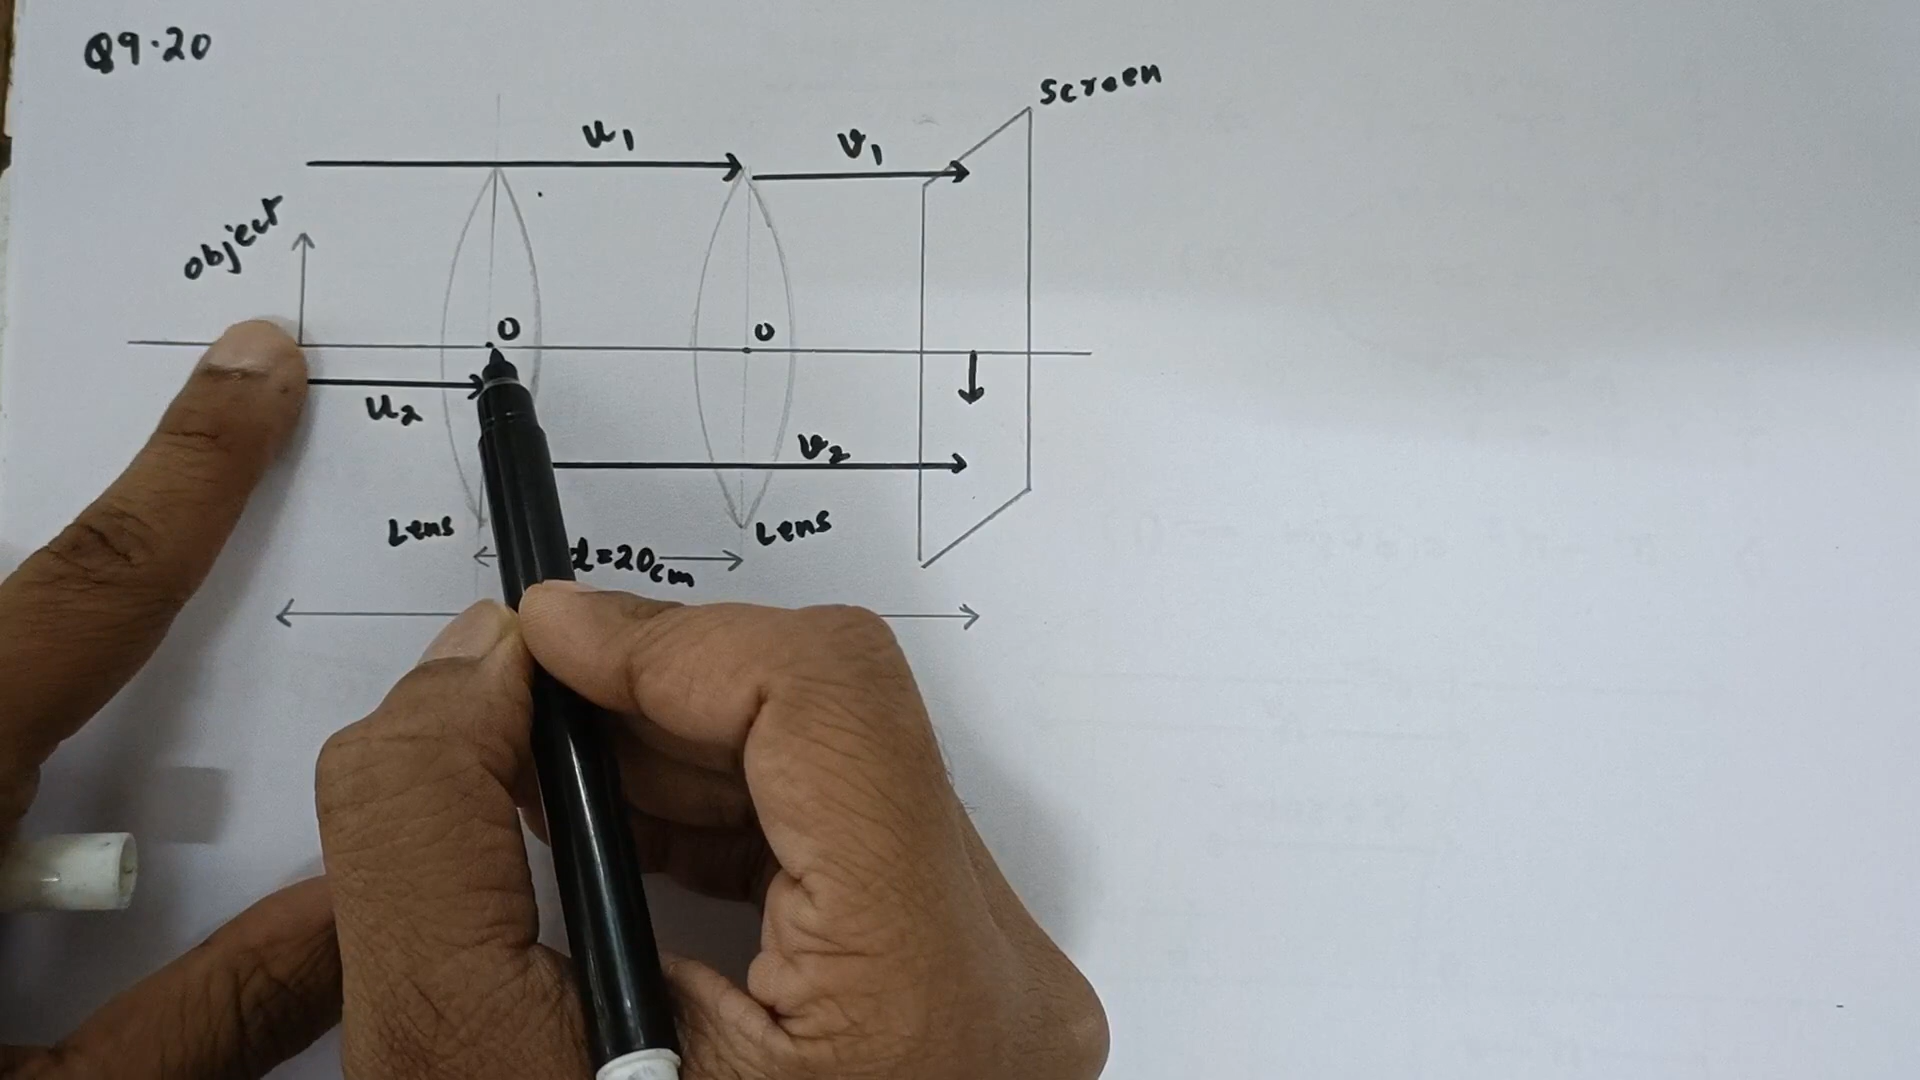 Q9.20
Screen
u1
v1
object
O
O
u2
v2
Lens
Lens
d=20cm